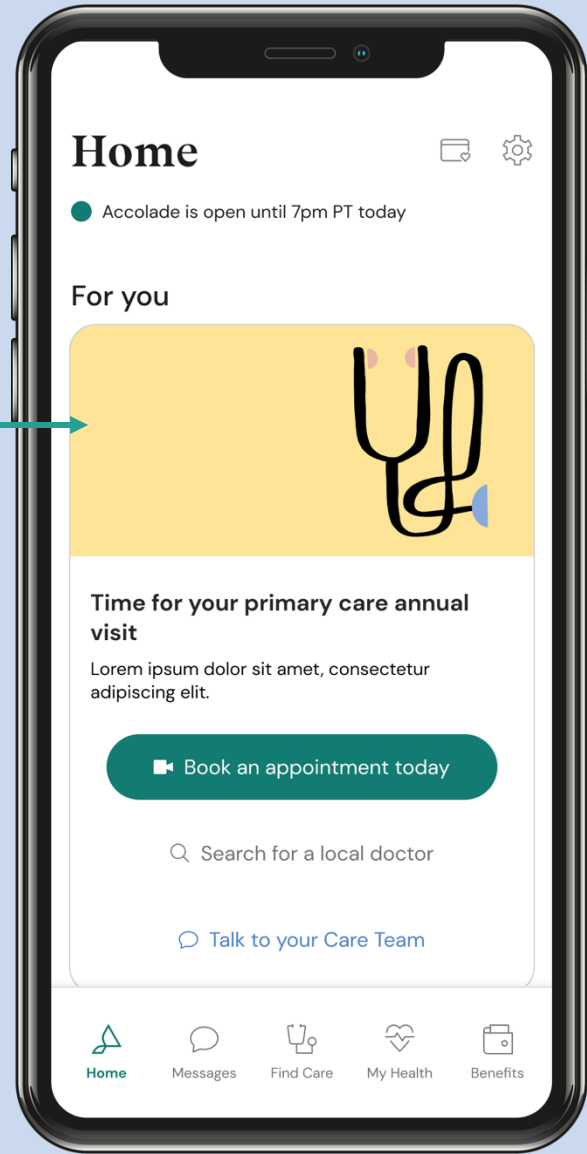 Home
Accolade is open until 7pm PT today
For you
Time for your primary care annual
visit
Lorem ipsum dolor sit amet, consectetur
adipiscing elit.
Book an appointment today
Search for a local doctor
Talk to your Care Team
Home
Messages
Find Care
My Health
Benefits